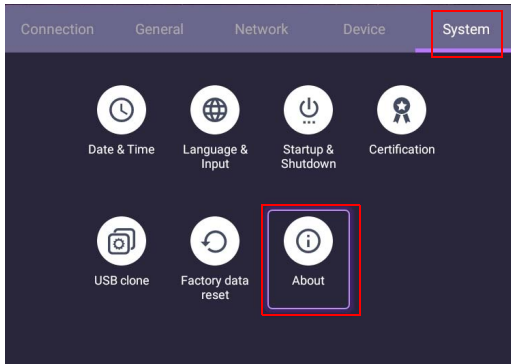 Connection General Network Device System
Date & Time Language & Startup & Certification
Input Shutdown
USB clone Factory data About
reset